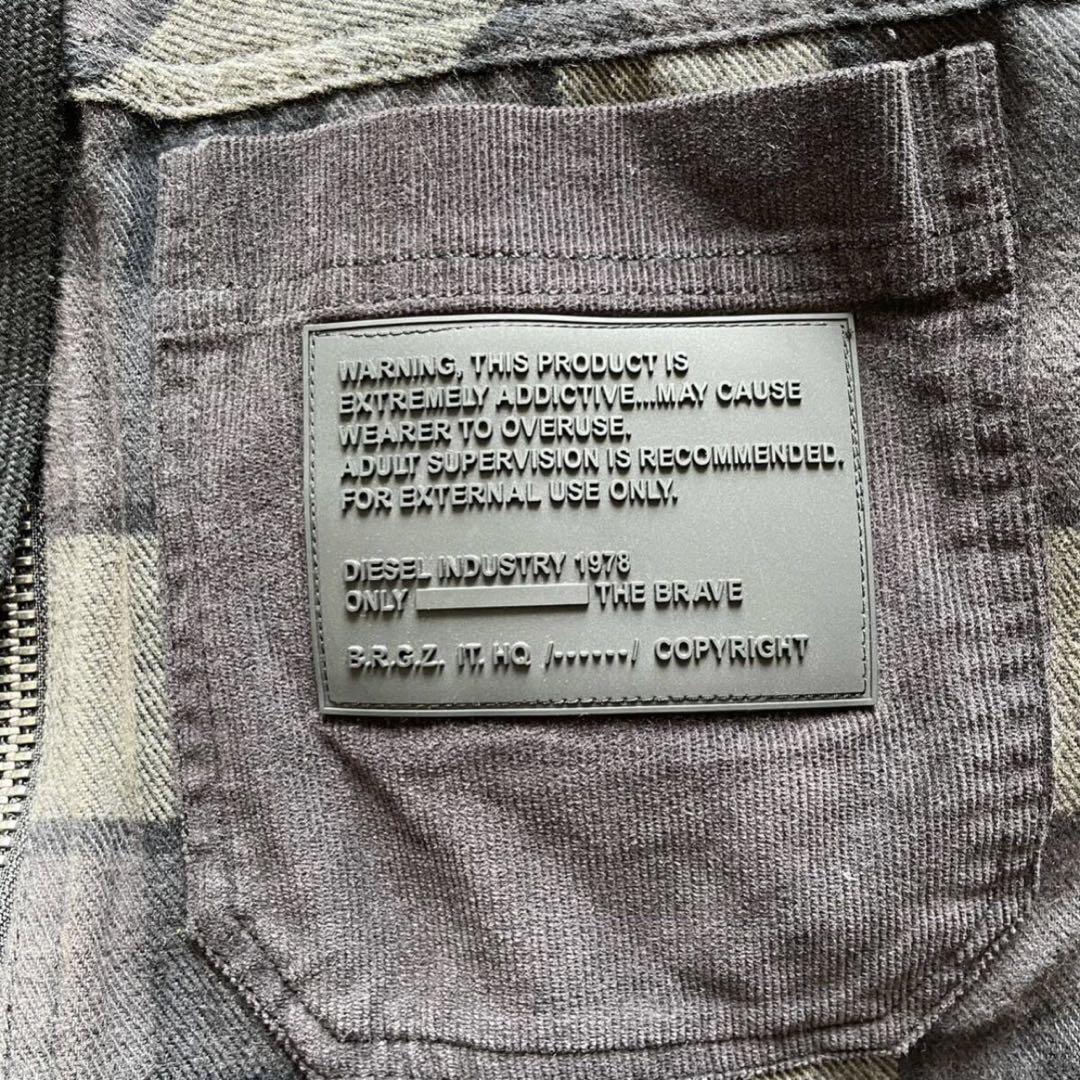 WARNING, THIS PRODUCT IS
EXTREMELY ADDICTIVE...MAY CAUSE
WEARER TO OVERUSE.
ADULT SUPERVISION IS RECOMMENDED.
FOR EXTERNAL USE ONLY.
DIESEL INDUSTRY 1978
ONLY THE BRAVE
B.R.G.Z. IT. HQ /------/ COPYRIGHT